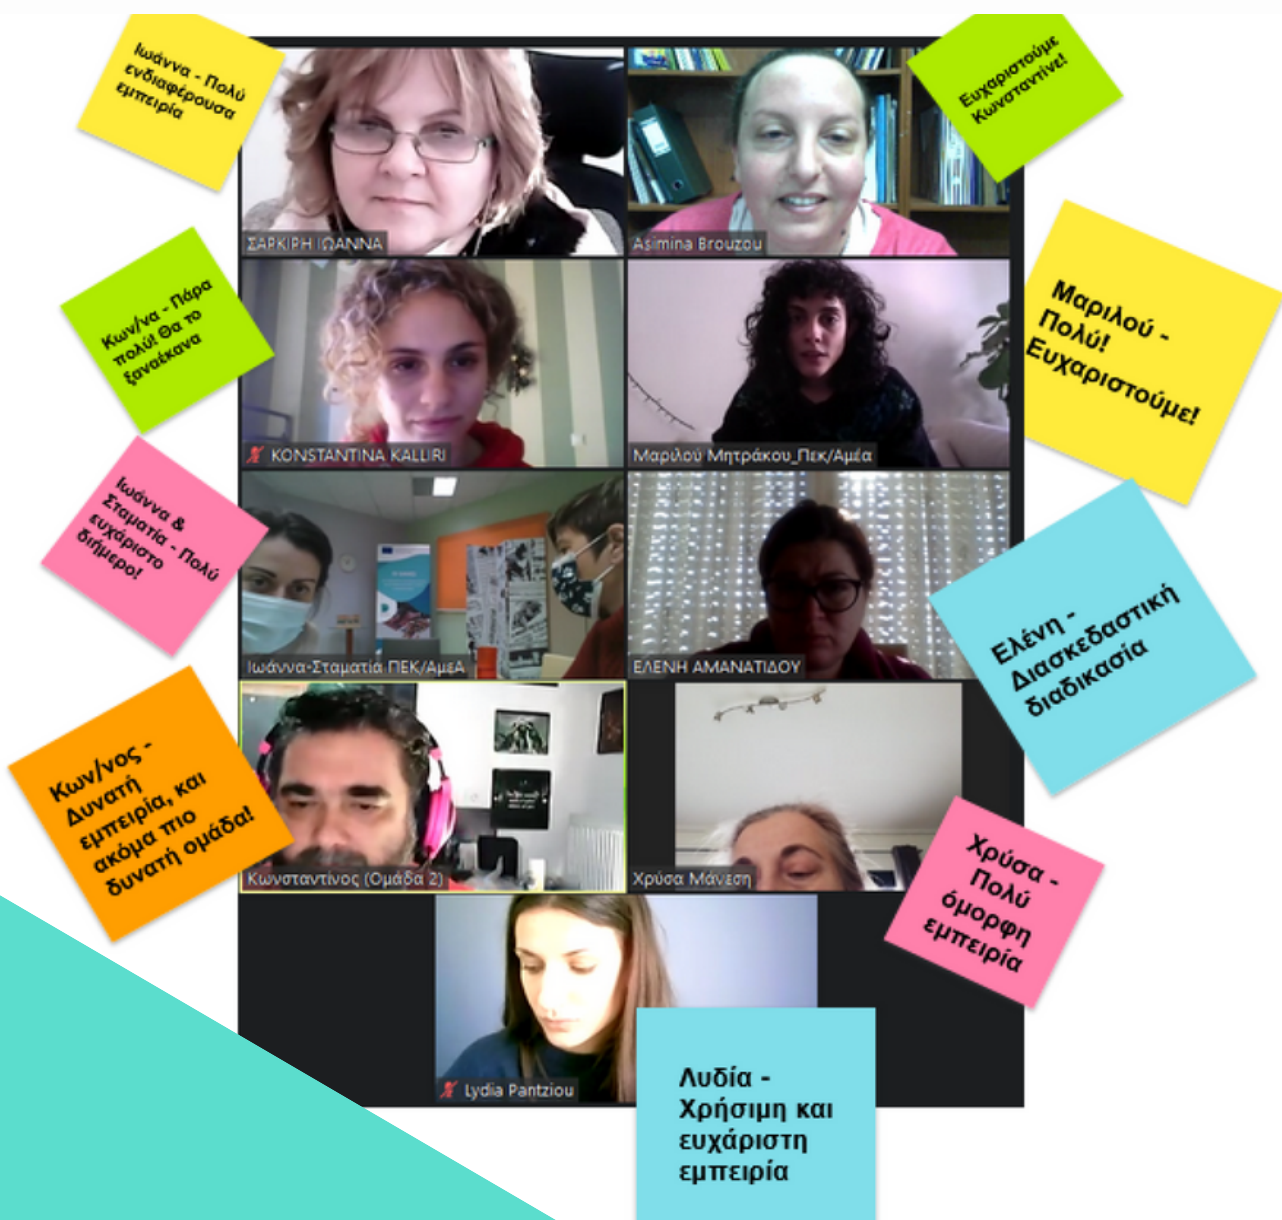 Ιωάννα - Πολύ
ενδιαφέρουσα
εμπειρία
Ευχαριστούμε
Κωνσταντίνε!
ΣΑΡΚΙΡΗ ΙΩΑΝΝΑ
Asimina Brouzou
Κων/να - Πάρα
πολύ! Θα το
ξαναέκανα
Μαριλού -
Πολύ!
Ευχαριστούμε!
KONSTANTINA KALLIRI
Μαριλού Μητράκου_Πεκ/Αμέα
Ιωάννα &
Σταματία - Πολύ
ευχάριστο
διήμερο!
Ελένη -
Διασκεδαστική
διαδικασία
Ιωάννα-Σταματία ΠΕΚ/ΑμεΑ
ΕΛΕΝΗ ΑΜΑΝΑΤΙΔΟΥ
Κων/νος -
Δυνατή
εμπειρία, και
ακόμα πιο
δυνατή ομάδα!
Κωνσταντίνος (Ομάδα 2)
Χρύσα Μάνεση
Χρύσα -
Πολύ
όμορφη
εμπειρία
Lydia Pantziou
Λυδία -
Χρήσιμη και
ευχάριστη
εμπειρία